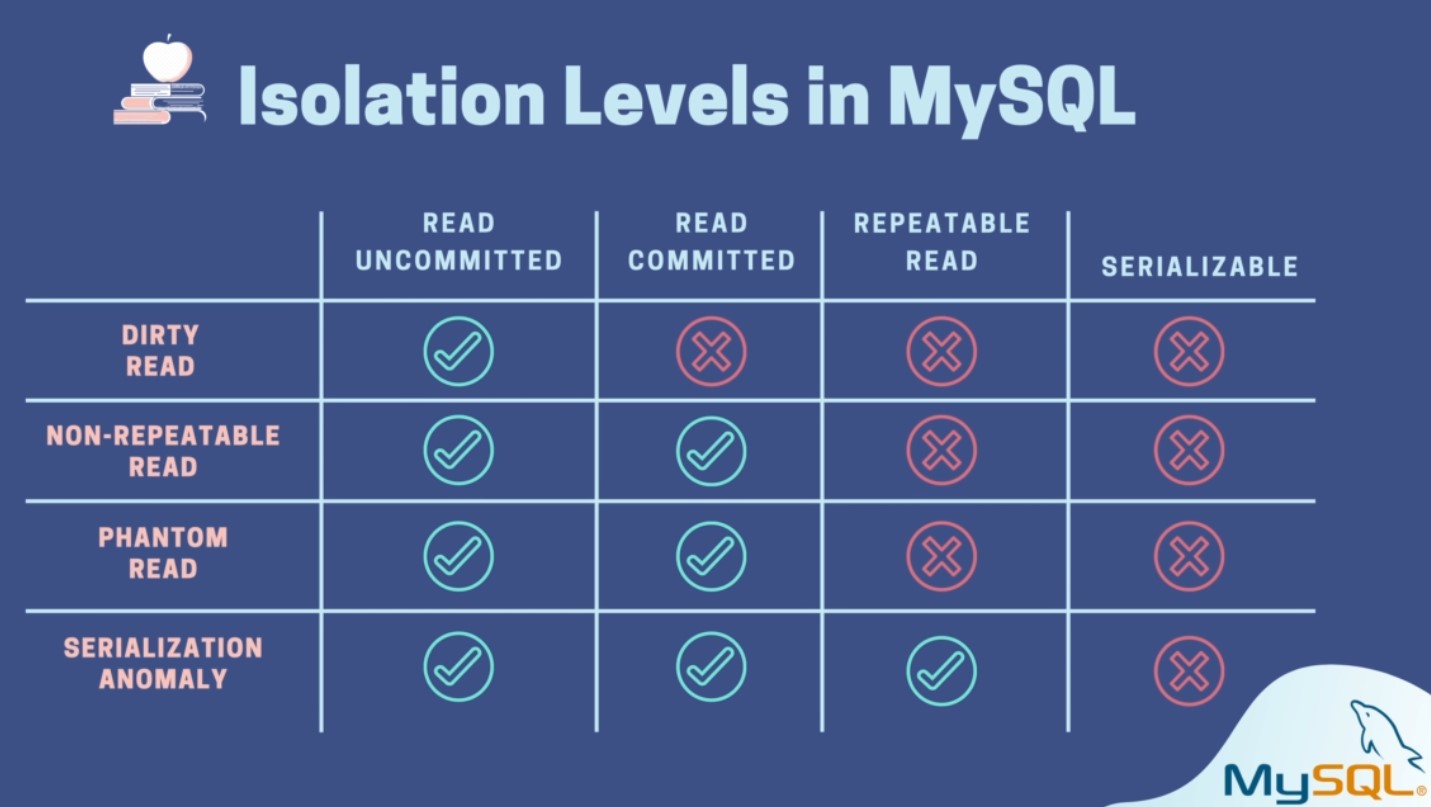 Isolation Levels in MySQL
READ
UNCOMMITTED
READ
COMMITTED
REPEATABLE
READ
SERIALIZABLE
DIRTY
READ
NON-REPEATABLE
READ
PHANTOM
READ
SERIALIZATION
ANOMALY
MySQL®